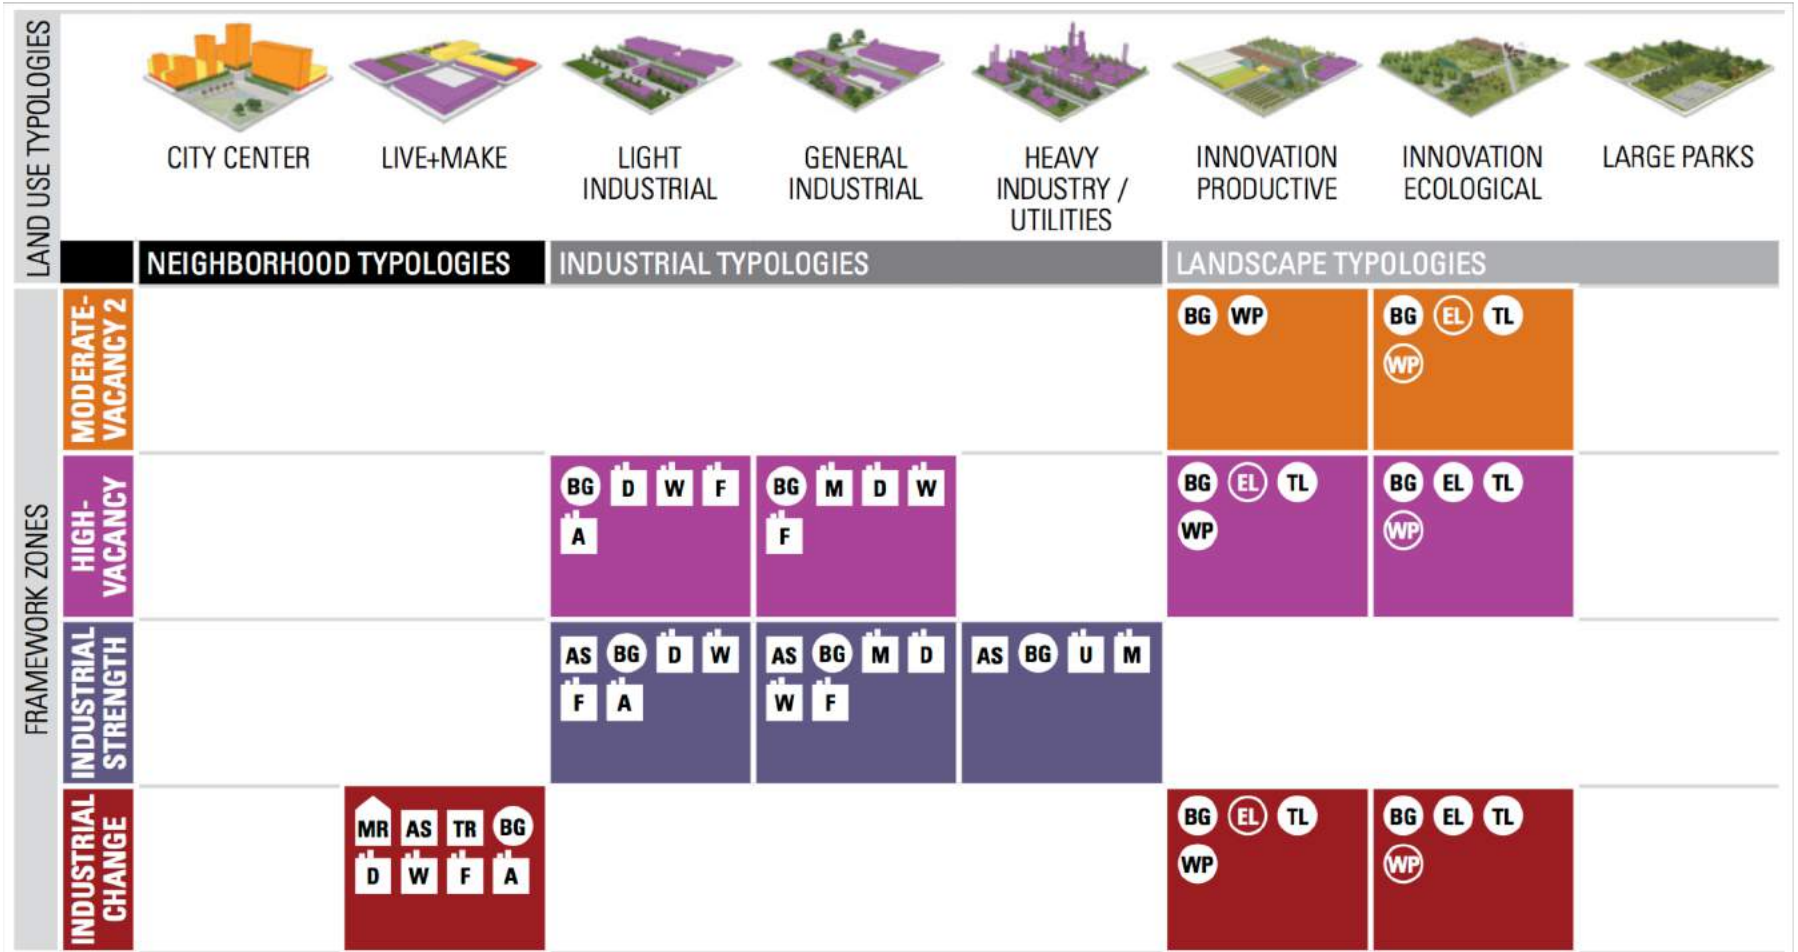 LAND USE TYPOLOGIES
CITY CENTER
LIVE+MAKE
LIGHT
INDUSTRIAL
GENERAL
INDUSTRIAL
HEAVY
INDUSTRY /
UTILITIES
INNOVATION
PRODUCTIVE
INNOVATION
ECOLOGICAL
LARGE PARKS
NEIGHBORHOOD TYPOLOGIES
INDUSTRIAL TYPOLOGIES
LANDSCAPE TYPOLOGIES
FRAMEWORK ZONES
MODERATE-
VACANCY 2
BG WP
BG EL TL
WP
HIGH-
VACANCY
BG D W F
A
BG M D W
F
BG EL TL
WP
BG EL TL
WP
INDUSTRIAL
STRENGTH
AS BG D W
F A
AS BG M D
W F
AS BG U M
INDUSTRIAL
CHANGE
MR AS TR BG
D W F A
BG EL TL
WP
BG EL TL
WP